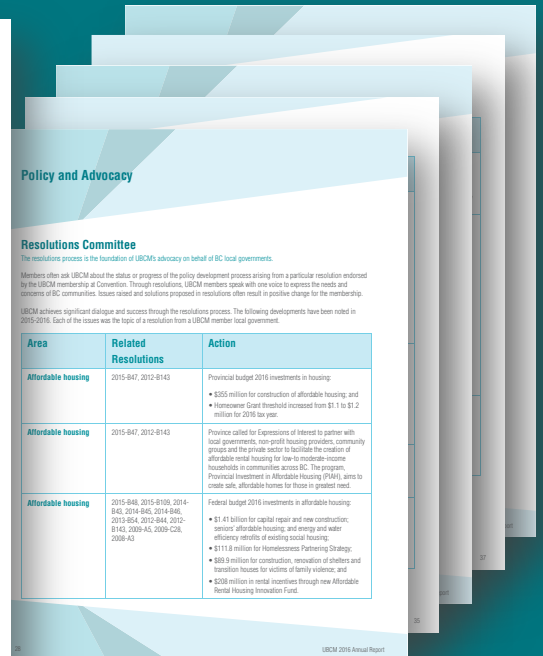 Policy and Advocacy
Resolutions Committee
The resolutions process is the foundation of UBCM's advocacy on behalf of BC local governments.
Members often ask UBCM about the status or progress of the policy development process arising from a particular resolution endorsed
by the UBCM membership at Convention. Through resolutions, UBCM members speak with one voice to express the needs and
concerns of BC communities. Issues raised and solutions proposed in resolutions often result in positive change for the membership.
UBCM achieves significant dialogue and success through the resolutions process. The following developments have been noted in
2015-2016. Each of the issues was the topic of a resolution from a UBCM member local government.
Area
Related
Resolutions
Action
Affordable housing
2015-B47, 2012-B143
Provincial budget 2016 investments in housing:
• $355 million for construction of affordable housing; and
• Homeowner Grant threshold increased from $1.1 to $1.2
million for 2016 tax year.
Affordable housing
2015-B47, 2012-B143
Province called for Expressions of Interest to partner with
local governments, non-profit housing providers, community
groups and the private sector to facilitate the creation of
affordable rental housing for low-to moderate-income
households in communities across BC. The program,
Provincial Investment in Affordable Housing (PIAH), aims to
create safe, affordable homes for those in greatest need.
Affordable housing
2015-B48, 2015-B109, 2014-
B43, 2014-B45, 2014-B46,
2013-B54, 2012-B44, 2012-
B143, 2009-A5, 2009-C28,
2008-A3
Federal budget 2016 investments in affordable housing:
• $1.41 billion for capital repair and new construction;
seniors' affordable housing; and energy and water
efficiency retrofits of existing social housing;
• $111.8 million for Homelessness Partnering Strategy;
• $89.9 million for construction, renovation of shelters and
transition houses for victims of family violence; and
• $208 million in rental incentives through new Affordable
Rental Housing Innovation Fund.
UBCM 2016 Annual Report
35
37